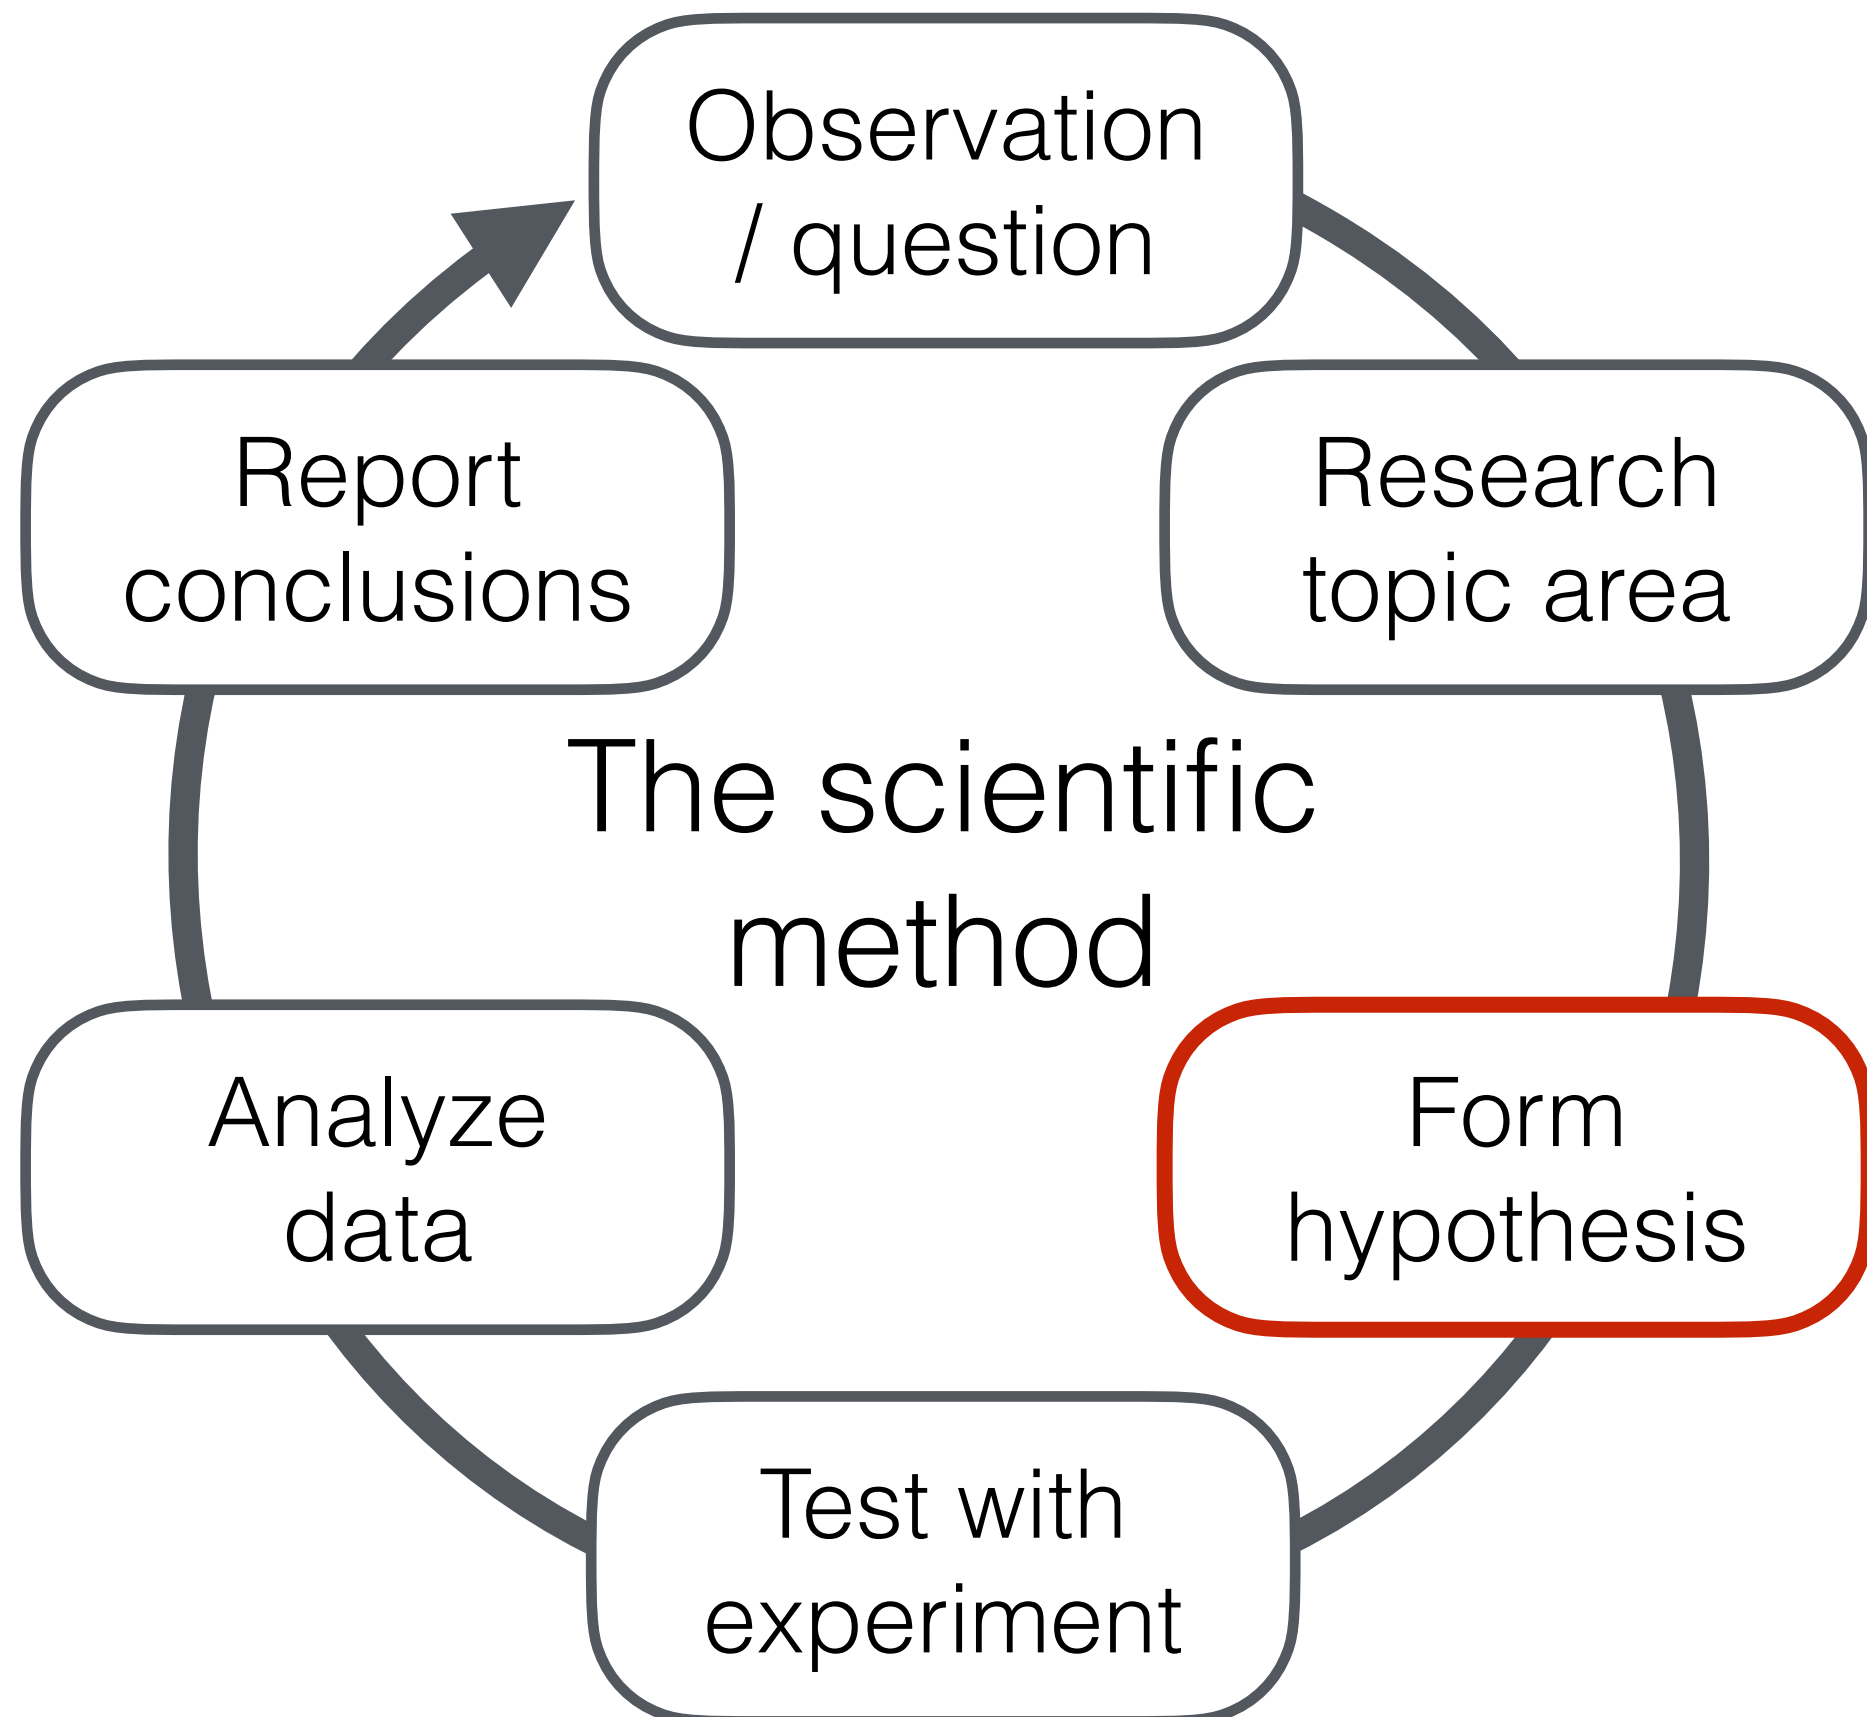 Observation
/ question
Research
topic area
Form
hypothesis
Test with
experiment
Analyze
data
Report
conclusions
The scientific
method